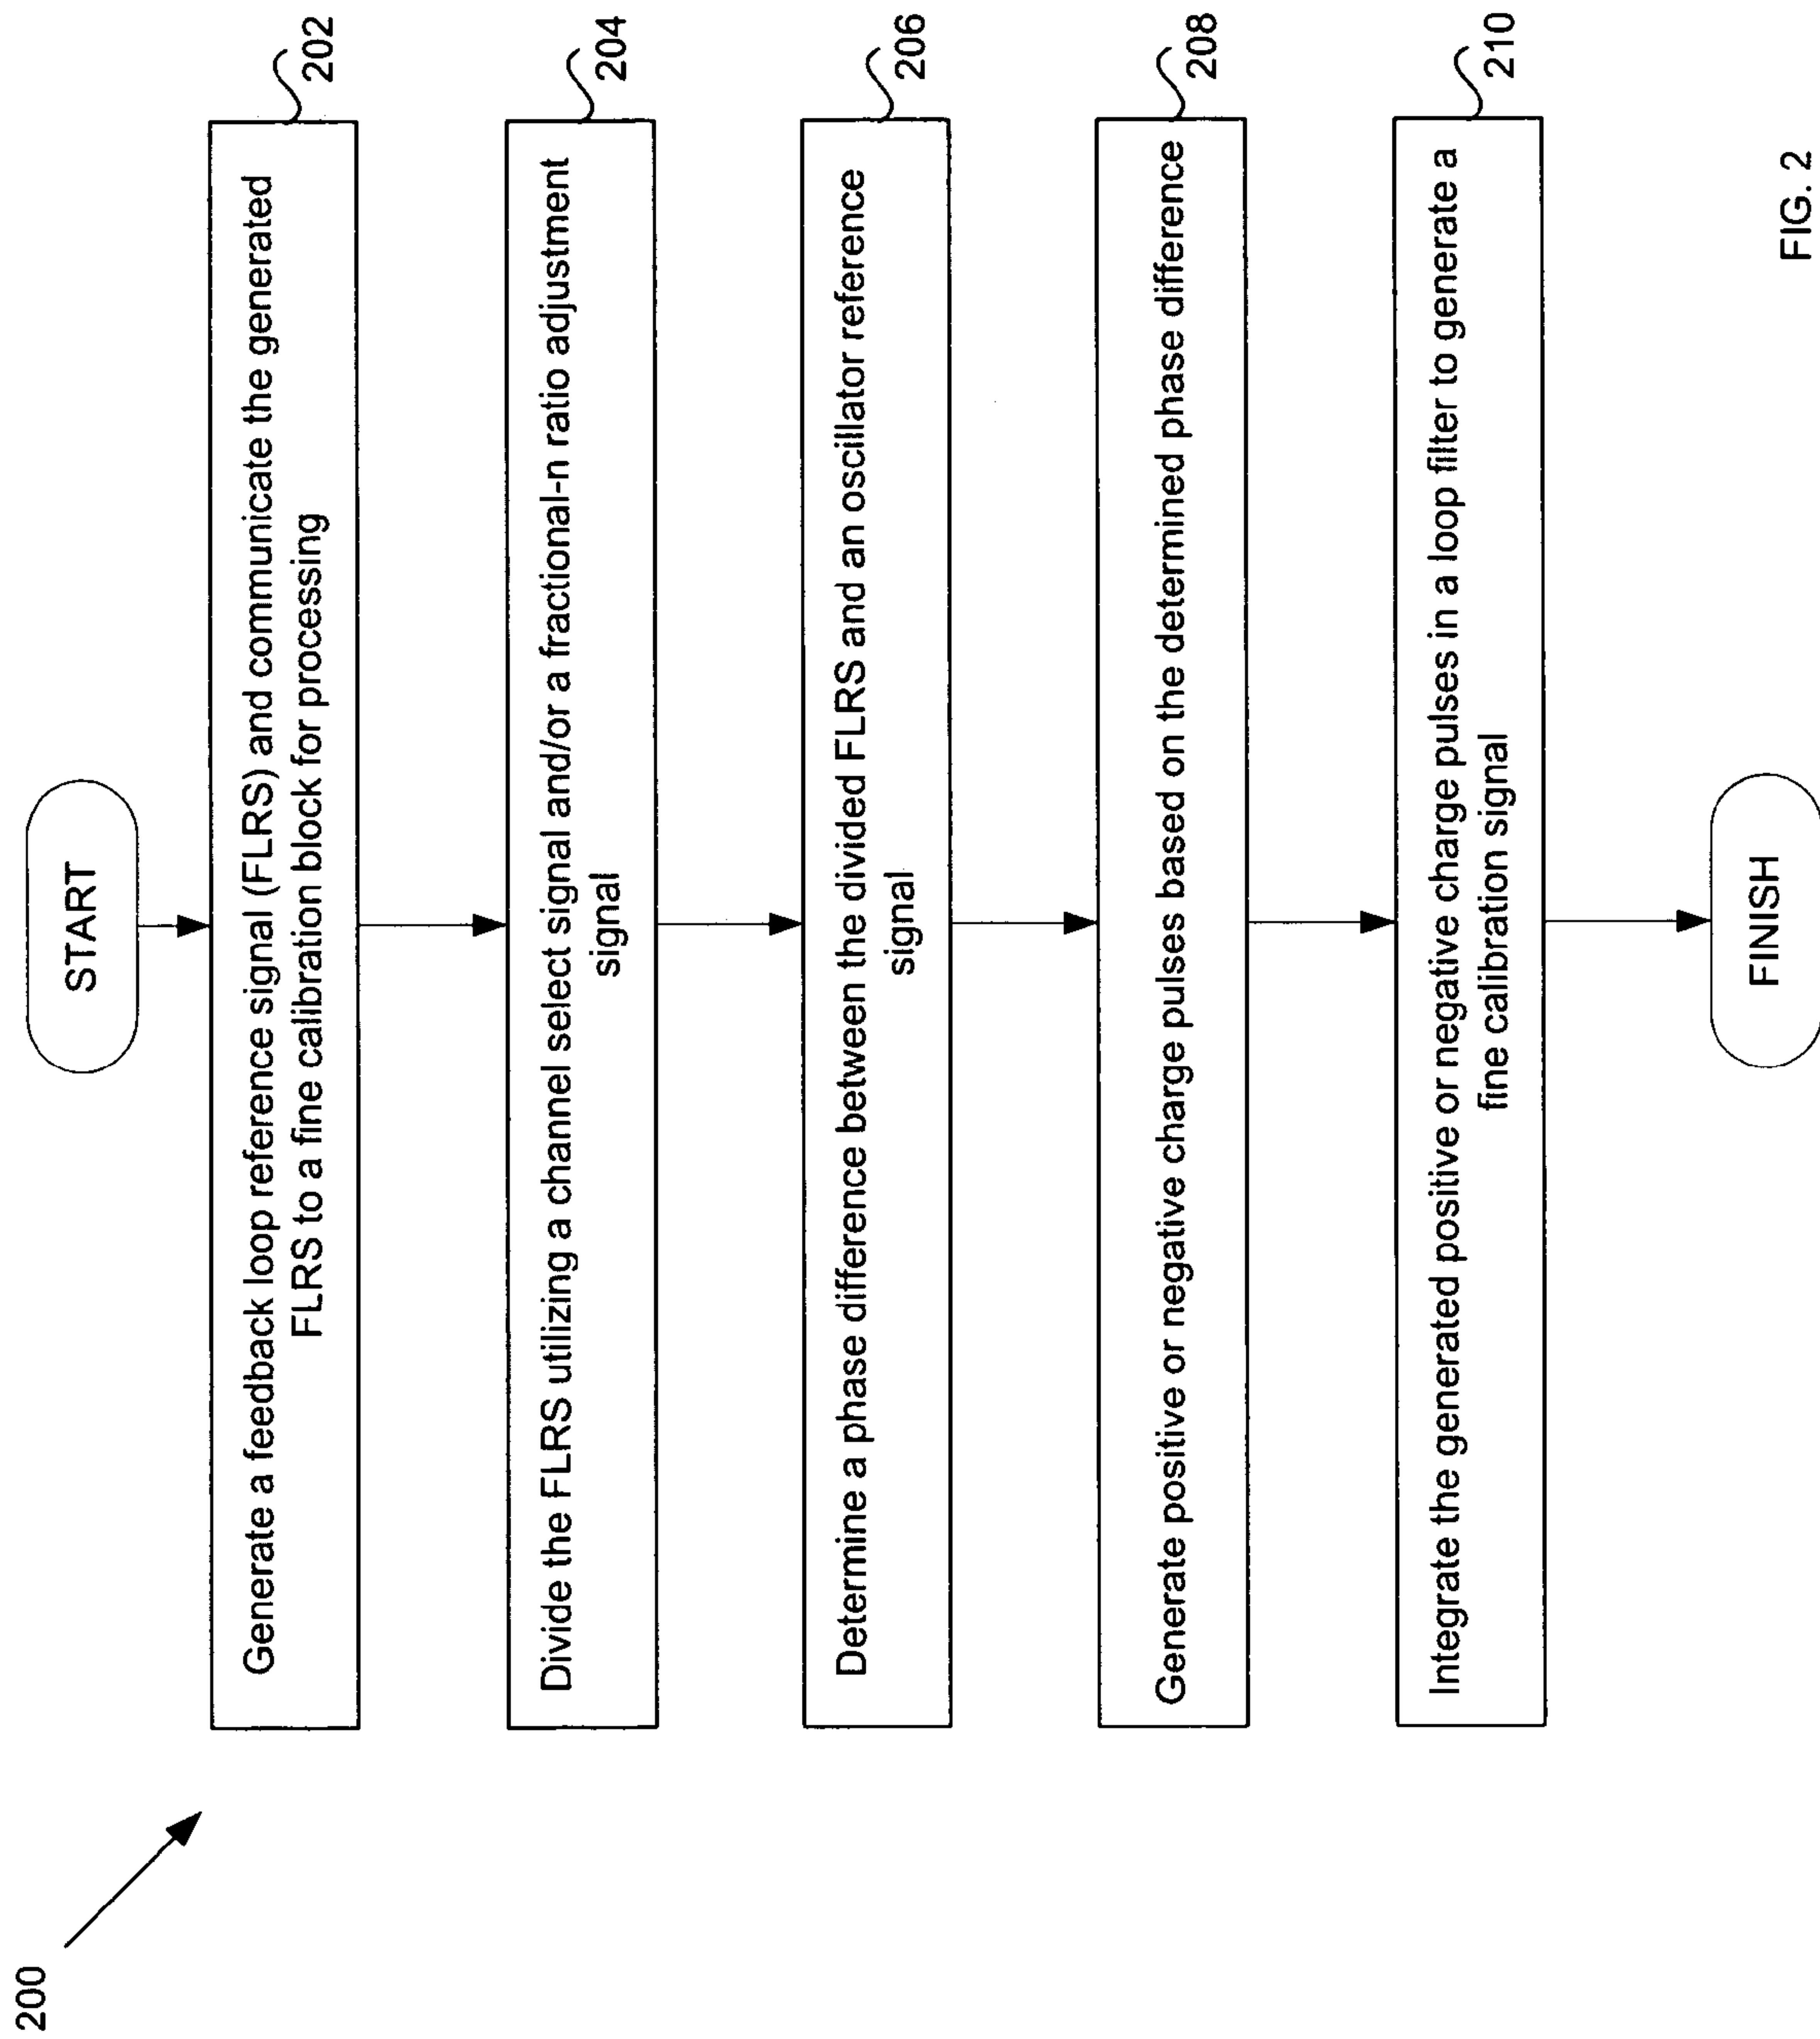 200
START
Generate a feedback loop reference signal (FLRS) and communicate the generated
FLRS to a fine calibration block for processing
202
Divide the FLRS utilizing a channel select signal and/or a fractional-n ratio adjustment
signal
204
Determine a phase difference between the divided FLRS and an oscillator reference
signal
206
Generate positive or negative charge pulses based on the determined phase difference
208
Integrate the generated positive or negative charge pulses in a loop filter to generate a
fine calibration signal
210
FINISH
FIG. 2